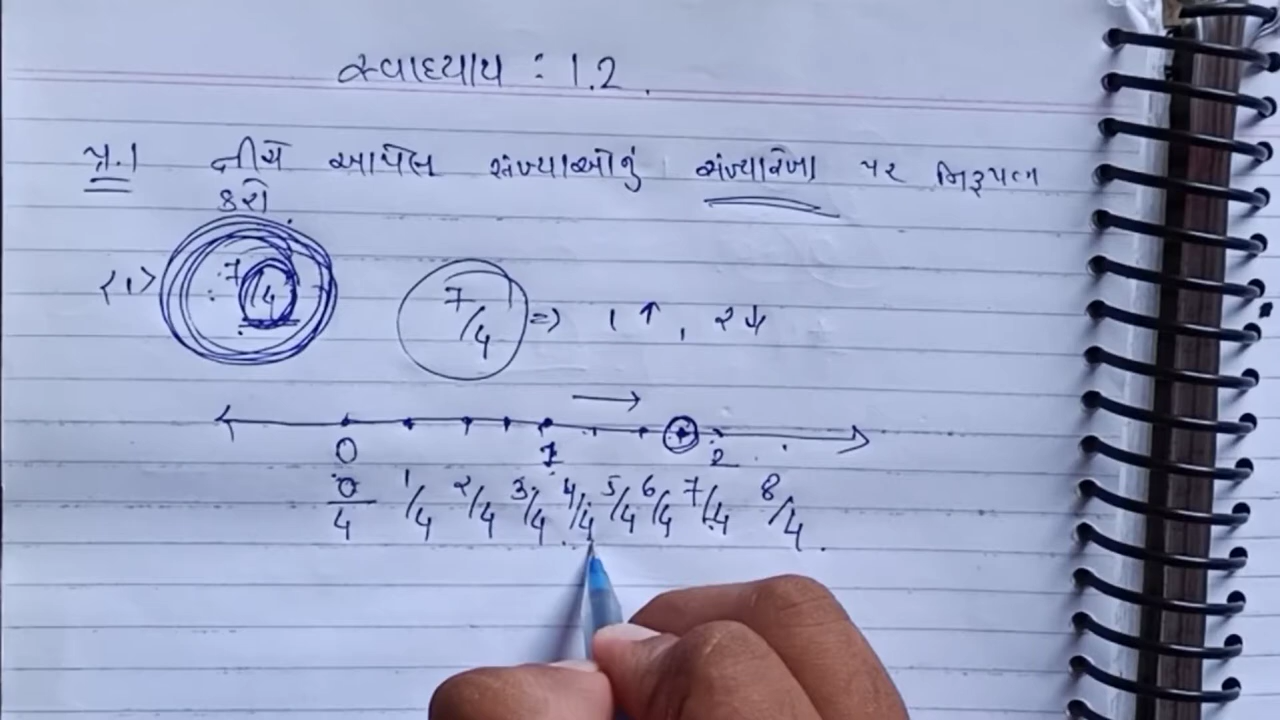 સ્વાધ્યાય : 1.2.
પ્ર.1 નીચે આપેલ સંખ્યાઓનું સંખ્યારેખા પર નિરૂપણ
કરો.
<1> 7/4 7/4 => 1 ↑, 2 ↓
0 1 2
0/4 1/4 2/4 3/4 4/4 5/4 6/4 7/4 8/4.